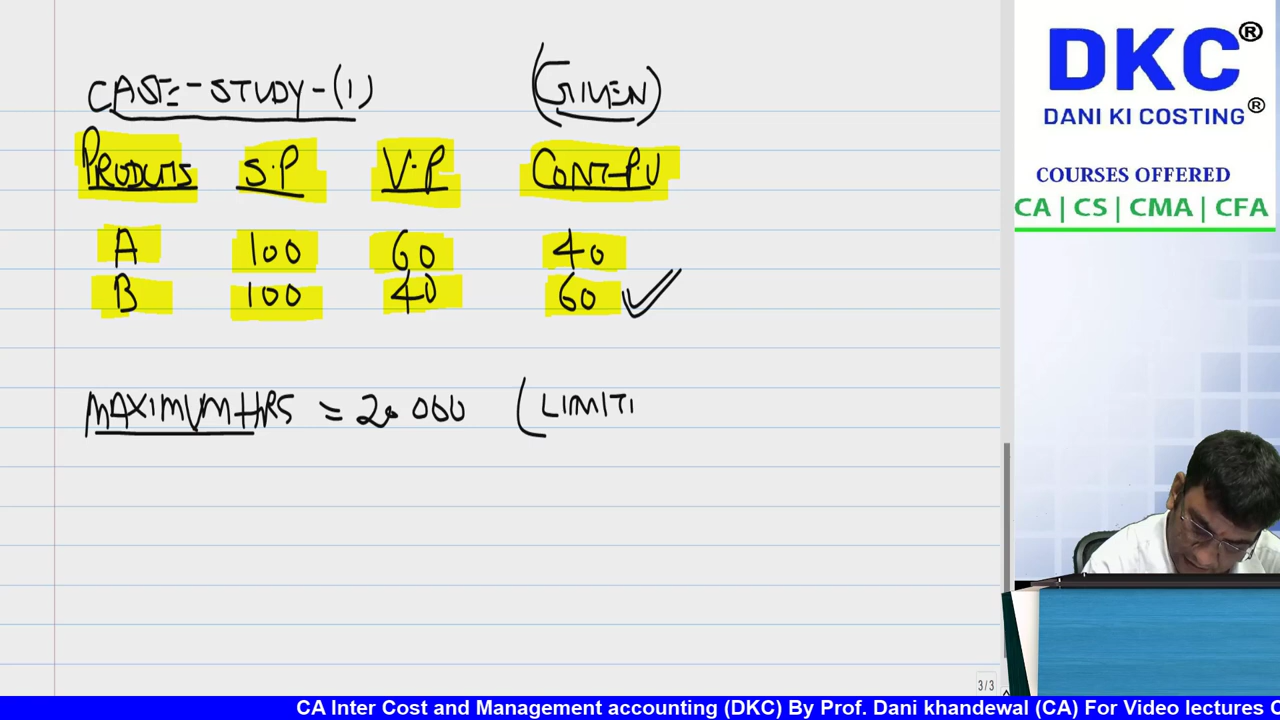 CASE:-STUDY-(1) (GIVEN)
PRODUCTS S.P V.P CONT-P.U
A 100 60 40
B 100 40 60
MAXIMUM HRS = 20 000 (LIMITI
3/3
DKC®
DANI KI COSTING®
COURSES OFFERED
CA | CS | CMA | CFA
CA Inter Cost and Management accounting (DKC) By Prof. Dani khandewal (CA) For Video lectures C